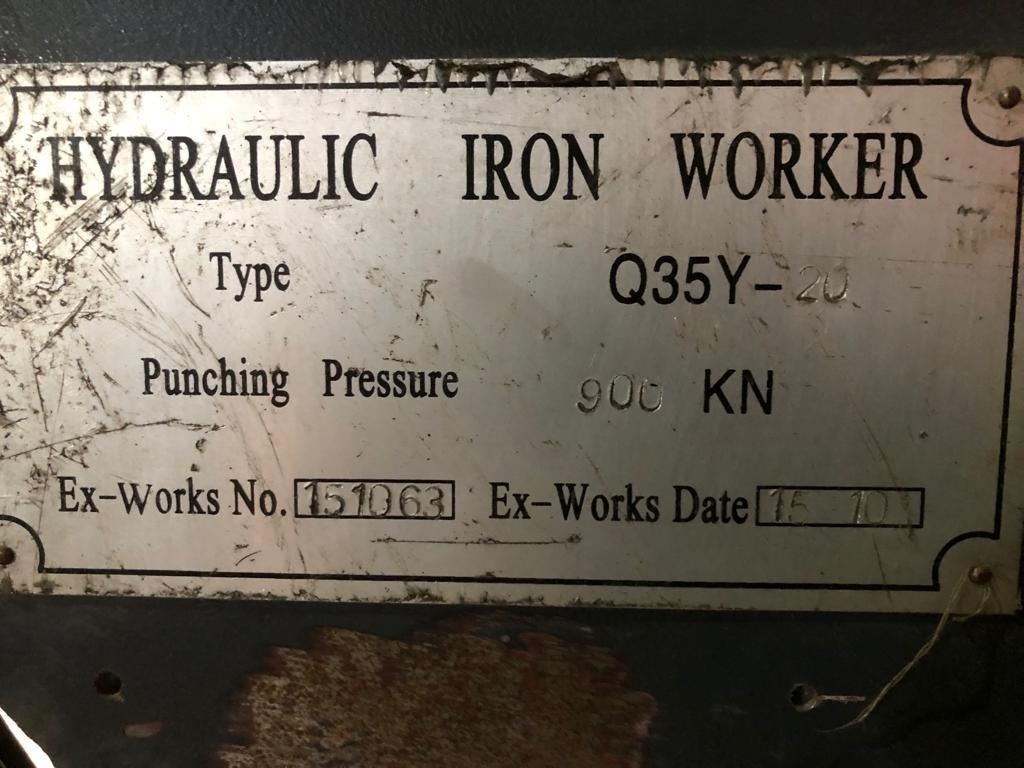 HYDRAULIC IRON WORKER
Type Q35Y-20
Punching Pressure 900 KN
Ex-Works No. 151063 Ex-Works Date 15 10